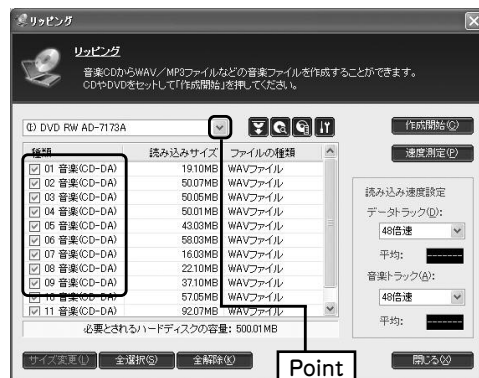 リッピング
リッピング
音楽CDからWAV／MP3ファイルなどの音楽ファイルを作成することができます。
CDやDVDをセットして「作成開始」を押してください。
(I:) DVD RW AD-7173A
作成開始(C)
速度測定(P)
種類 読み込みサイズ ファイルの種類
01 音楽(CD-DA) 19.10MB WAVファイル
02 音楽(CD-DA) 50.07MB WAVファイル
03 音楽(CD-DA) 50.05MB WAVファイル
04 音楽(CD-DA) 50.01MB WAVファイル
05 音楽(CD-DA) 43.03MB WAVファイル
06 音楽(CD-DA) 58.03MB WAVファイル
07 音楽(CD-DA) 16.03MB WAVファイル
08 音楽(CD-DA) 22.10MB WAVファイル
09 音楽(CD-DA) 37.10MB WAVファイル
10 音楽(CD-DA) 57.05MB WAVファイル
11 音楽(CD-DA) 92.07MB WAVファイル
必要とされるハードディスクの容量: 500.01MB
読み込み速度設定
データトラック(D):
48倍速
平均:
音楽トラック(A):
48倍速
平均:
サイズ変更(L) 全選択(S) 全解除(K)
Point
閉じる(X)